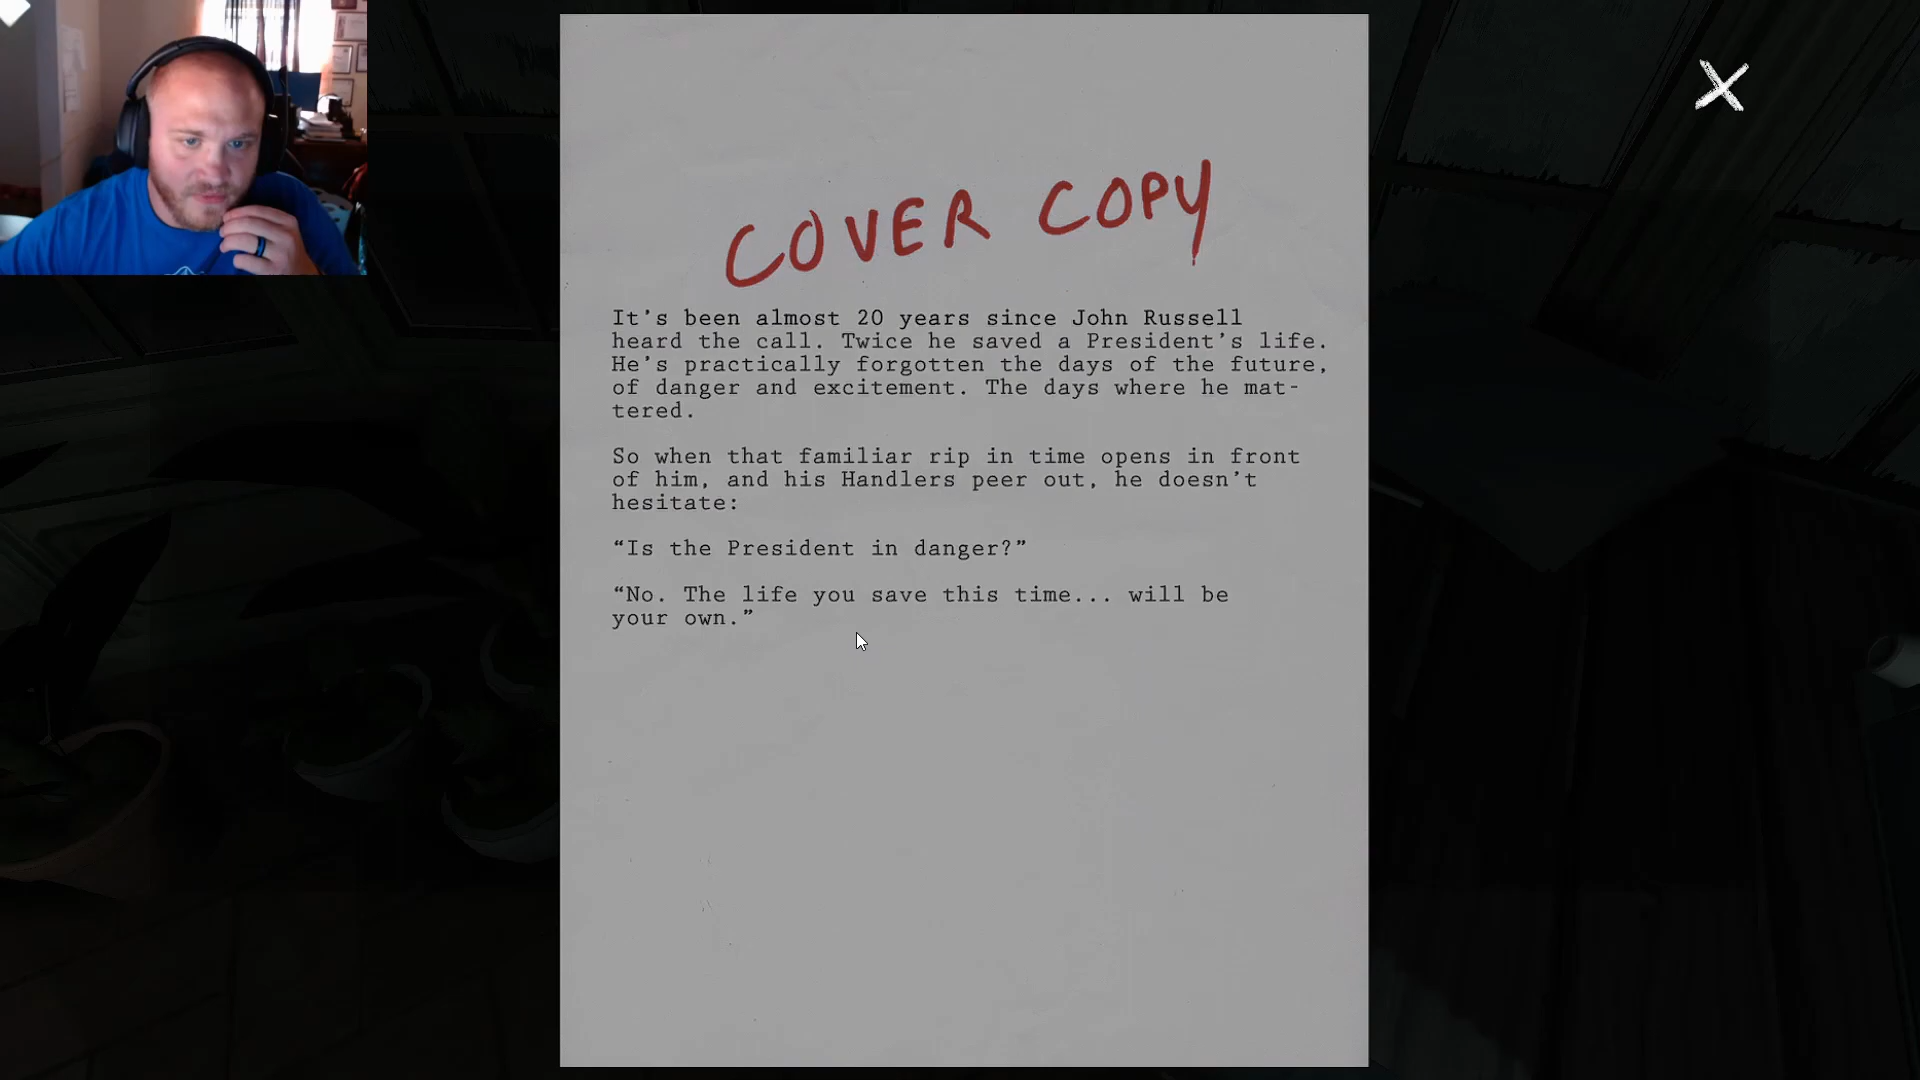 COVER COPY
It's been almost 20 years since John Russell
heard the call. Twice he saved a President's life.
He's practically forgotten the days of the future,
of danger and excitement. The days where he mat-
tered.
So when that familiar rip in time opens in front
of him, and his Handlers peer out, he doesn't
hesitate:
“Is the President in danger?”
“No. The life you save this time... will be
your own.”